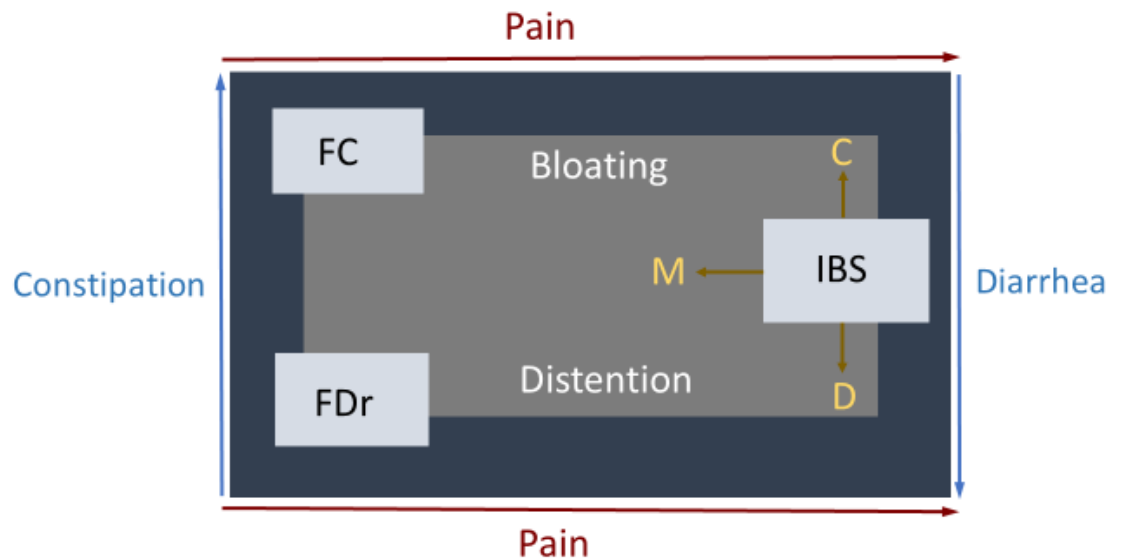 Pain
FC
Bloating
C
Constipation
M
IBS
Diarrhea
FDr
Distention
D
Pain